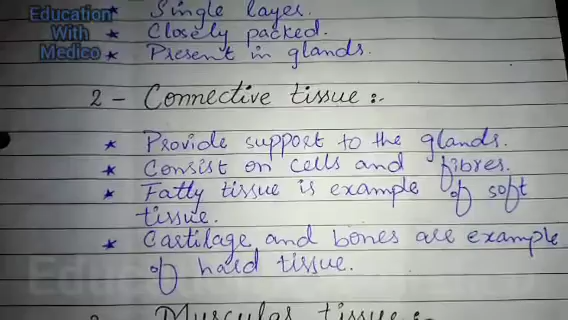 Education
With
Medico
* Single layer.
* Closely packed.
* Present in glands.
2 - Connective tissue :-
* Provide support to the glands.
* Consist on cells and fibres.
* Fatty tissue is example of soft
tissue.
* Cartilage and bones are example
of hard tissue.
Muscular tissue :-